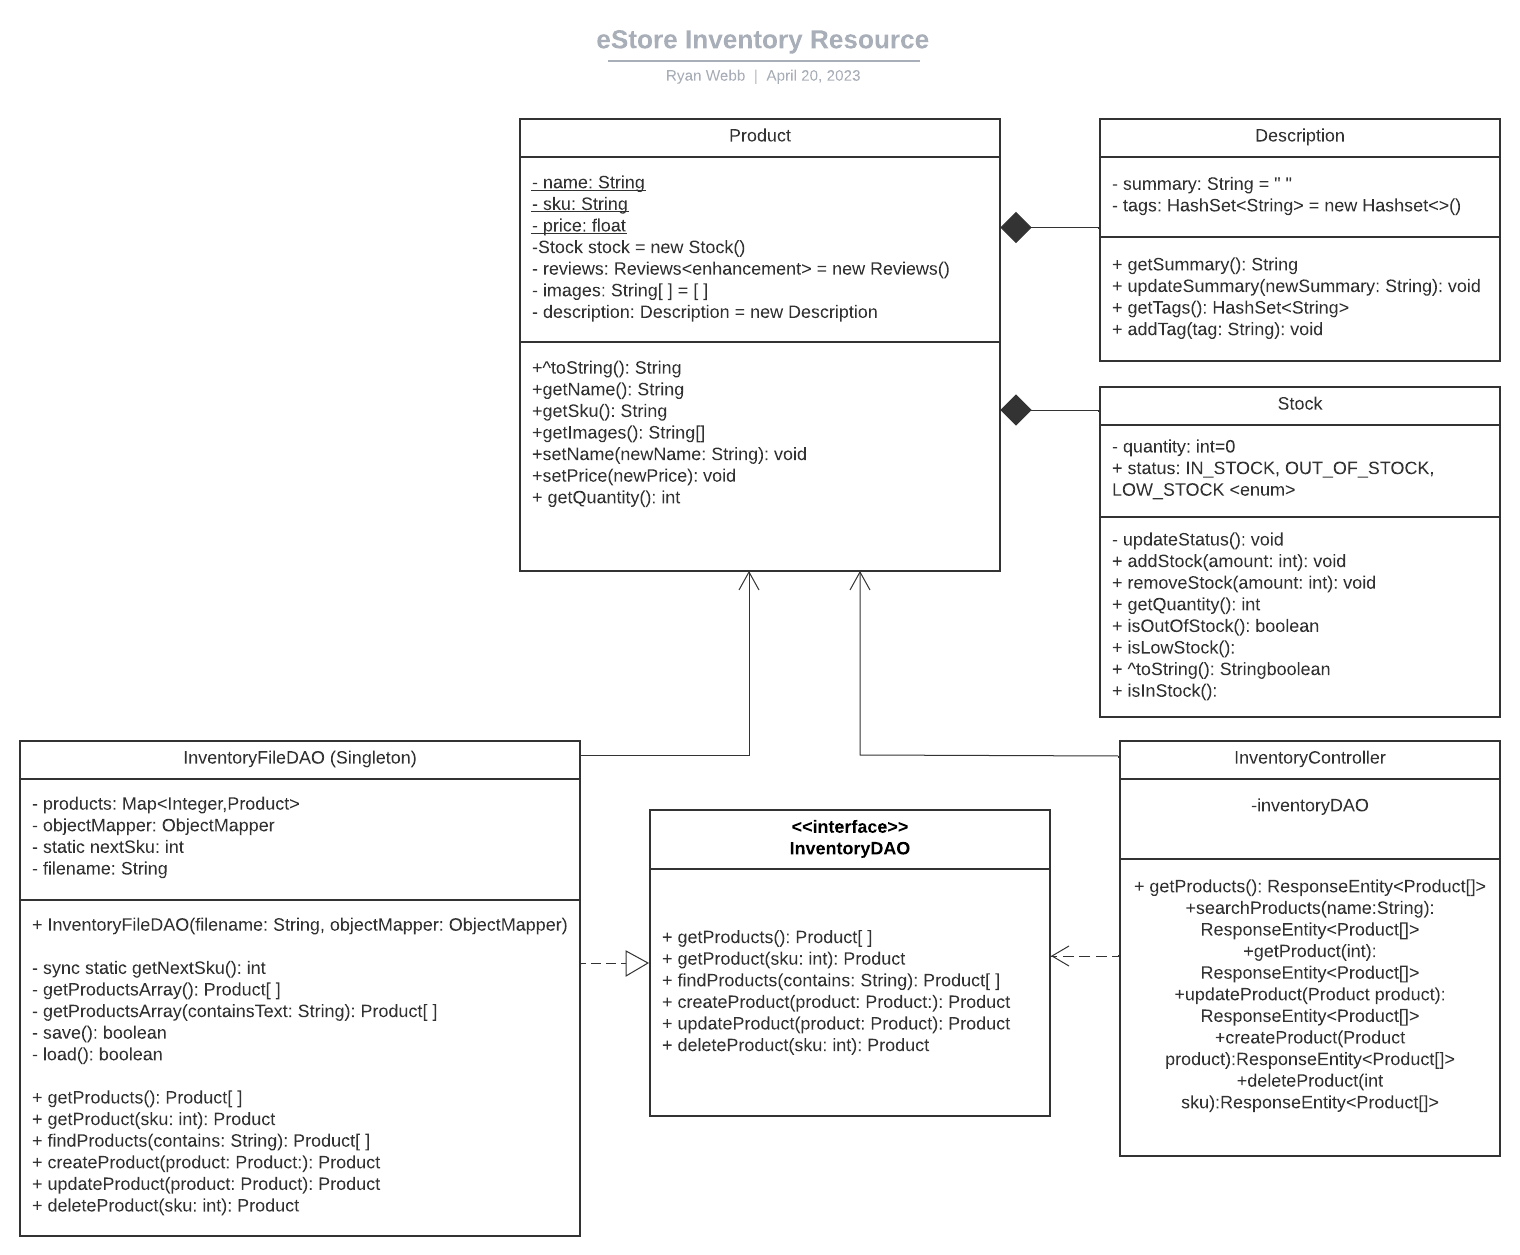 eStore Inventory Resource
Ryan Webb | April 20, 2023
Product
- name: String
- sku: String
- price: float
-Stock stock = new Stock()
- reviews: Reviews<enhancement> = new Reviews()
- images: String[ ] = [ ]
- description: Description = new Description
+^toString(): String
+getName(): String
+getSku(): String
+getImages(): String[]
+setName(newName: String): void
+setPrice(newPrice): void
+ getQuantity(): int
Description
- summary: String = " "
- tags: HashSet<String> = new Hashset<>()
+ getSummary(): String
+ updateSummary(newSummary: String): void
+ getTags(): HashSet<String>
+ addTag(tag: String): void
Stock
- quantity: int=0
+ status: IN_STOCK, OUT_OF_STOCK,
LOW_STOCK <enum>
- updateStatus(): void
+ addStock(amount: int): void
+ removeStock(amount: int): void
+ getQuantity(): int
+ isOutOfStock(): boolean
+ isLowStock():
+ ^toString(): Stringboolean
+ isInStock():
InventoryFileDAO (Singleton)
- products: Map<Integer,Product>
- objectMapper: ObjectMapper
- static nextSku: int
- filename: String
+ InventoryFileDAO(filename: String, objectMapper: ObjectMapper)
- sync static getNextSku(): int
- getProductsArray(): Product[ ]
- getProductsArray(containsText: String): Product[ ]
- save(): boolean
- load(): boolean
+ getProducts(): Product[ ]
+ getProduct(sku: int): Product
+ findProducts(contains: String): Product[ ]
+ createProduct(product: Product:): Product
+ updateProduct(product: Product): Product
+ deleteProduct(sku: int): Product
<<interface>>
InventoryDAO
+ getProducts(): Product[ ]
+ getProduct(sku: int): Product
+ findProducts(contains: String): Product[ ]
+ createProduct(product: Product:): Product
+ updateProduct(product: Product): Product
+ deleteProduct(sku: int): Product
InventoryController
-inventoryDAO
+ getProducts(): ResponseEntity<Product[]>
+searchProducts(name:String):
ResponseEntity<Product[]>
+getProduct(int):
ResponseEntity<Product[]>
+updateProduct(Product product):
ResponseEntity<Product[]>
+createProduct(Product
product):ResponseEntity<Product[]>
+deleteProduct(int
sku):ResponseEntity<Product[]>